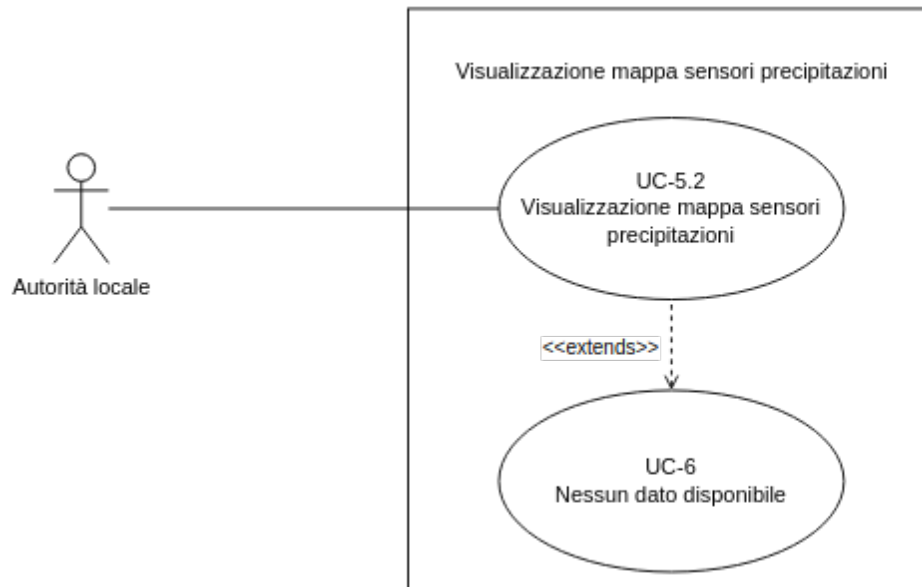 Visualizzazione mappa sensori precipitazioni
UC-5.2
Visualizzazione mappa sensori
precipitazioni
Autorità locale
<<extends>>
UC-6
Nessun dato disponibile